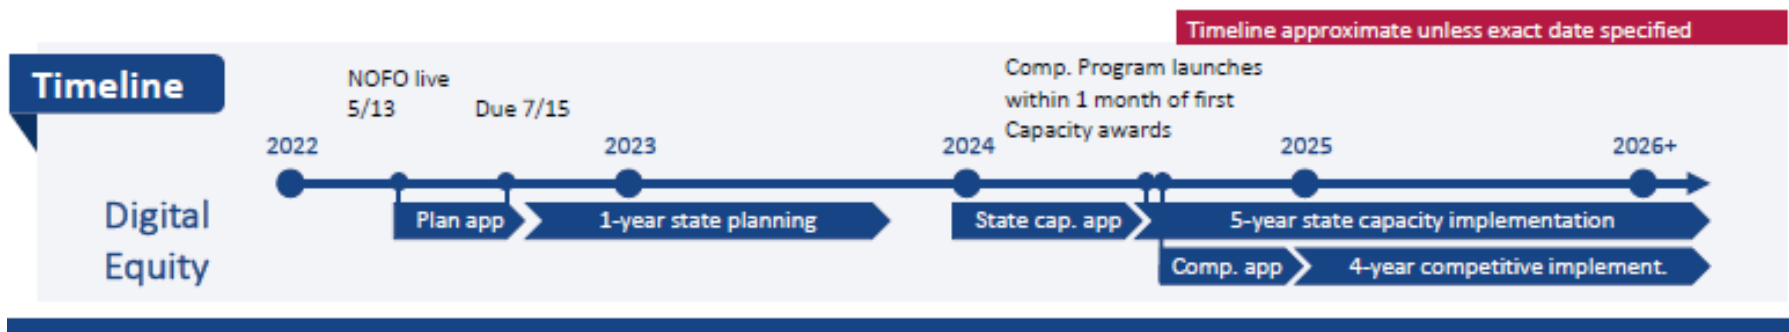 Timeline approximate unless exact date specified
Timeline
NOFO live
5/13
Due 7/15
Comp. Program launches
within 1 month of first
Capacity awards
2022
2023
2024
2025
2026+
Digital
Equity
Plan app
1-year state planning
State cap. app
5-year state capacity implementation
Comp. app
4-year competitive implement.